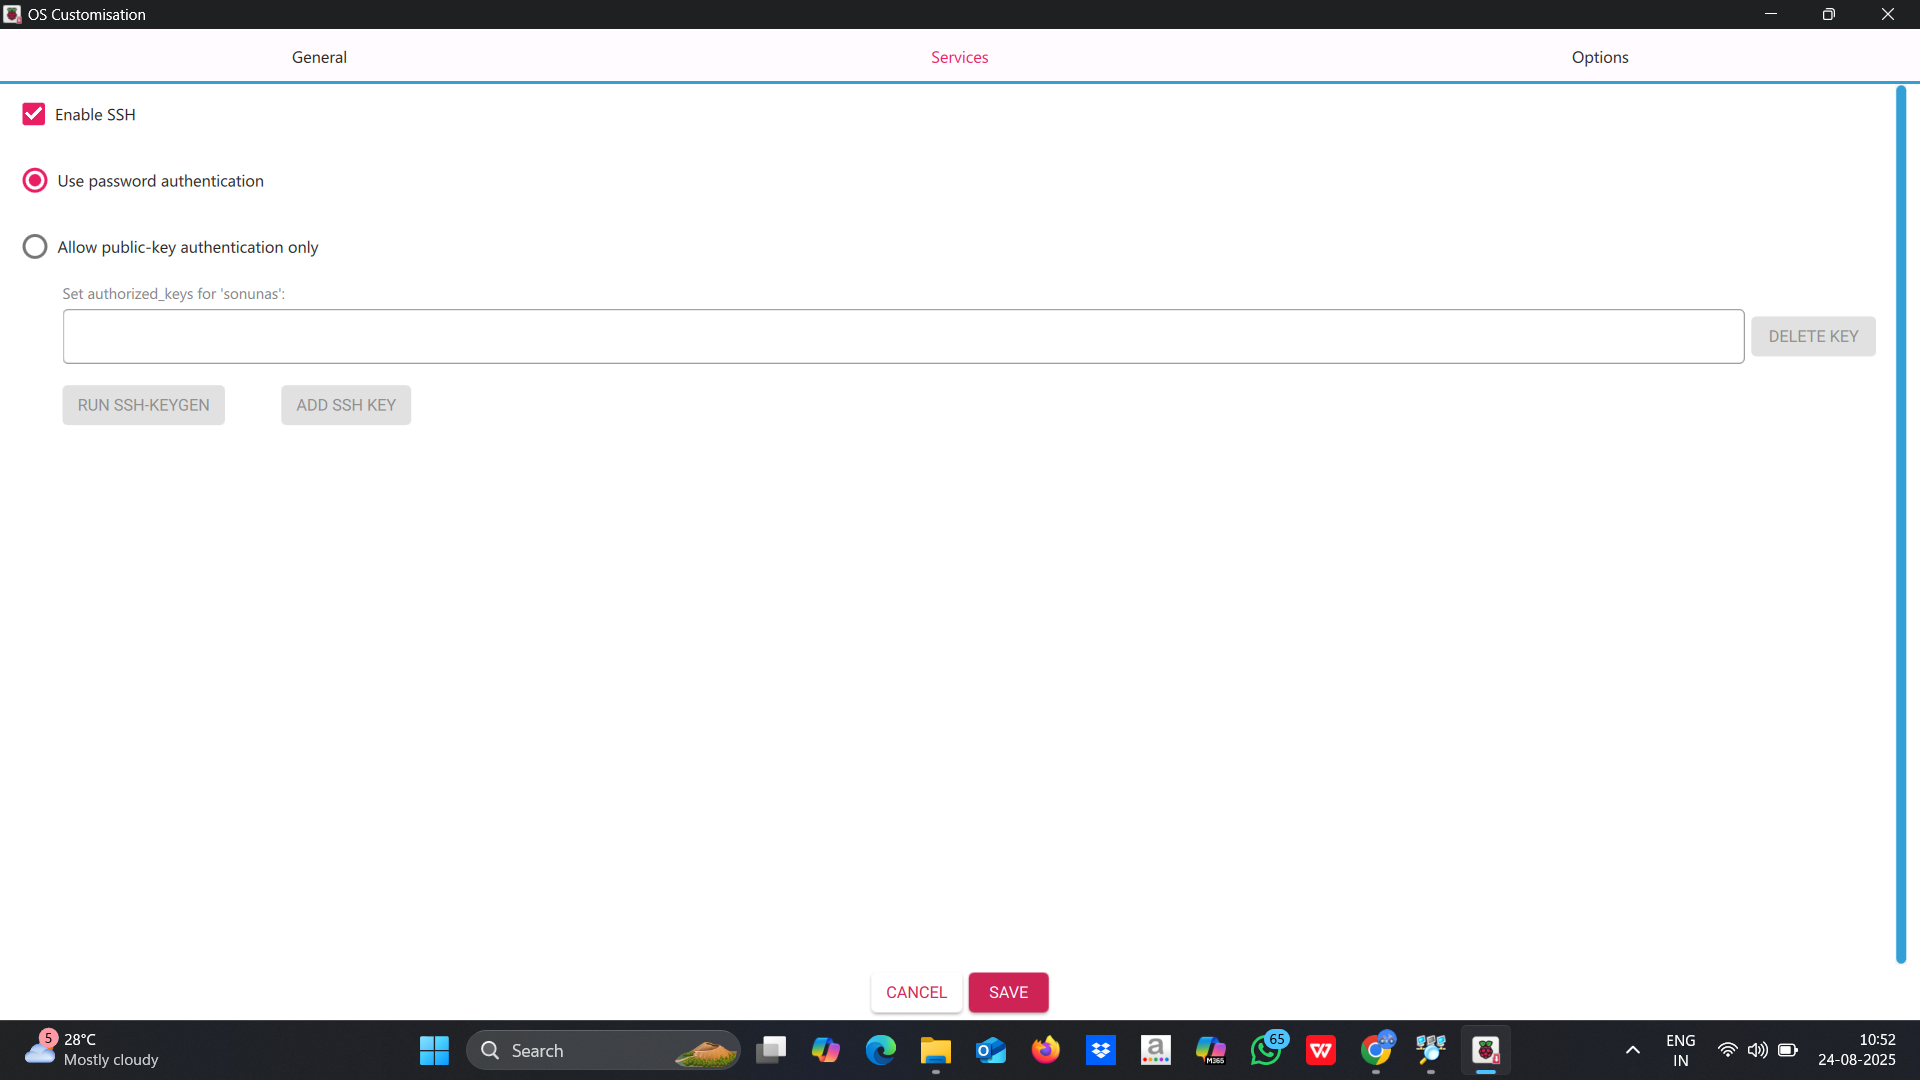 OS Customisation
General
Services
Options
Enable SSH
Use password authentication
Allow public-key authentication only
Set authorized_keys for 'sonunas':
DELETE KEY
RUN SSH-KEYGEN
ADD SSH KEY
CANCEL
SAVE
5
28°C
Mostly cloudy
Search
M365
65
ENG
IN
10:52
24-08-2025